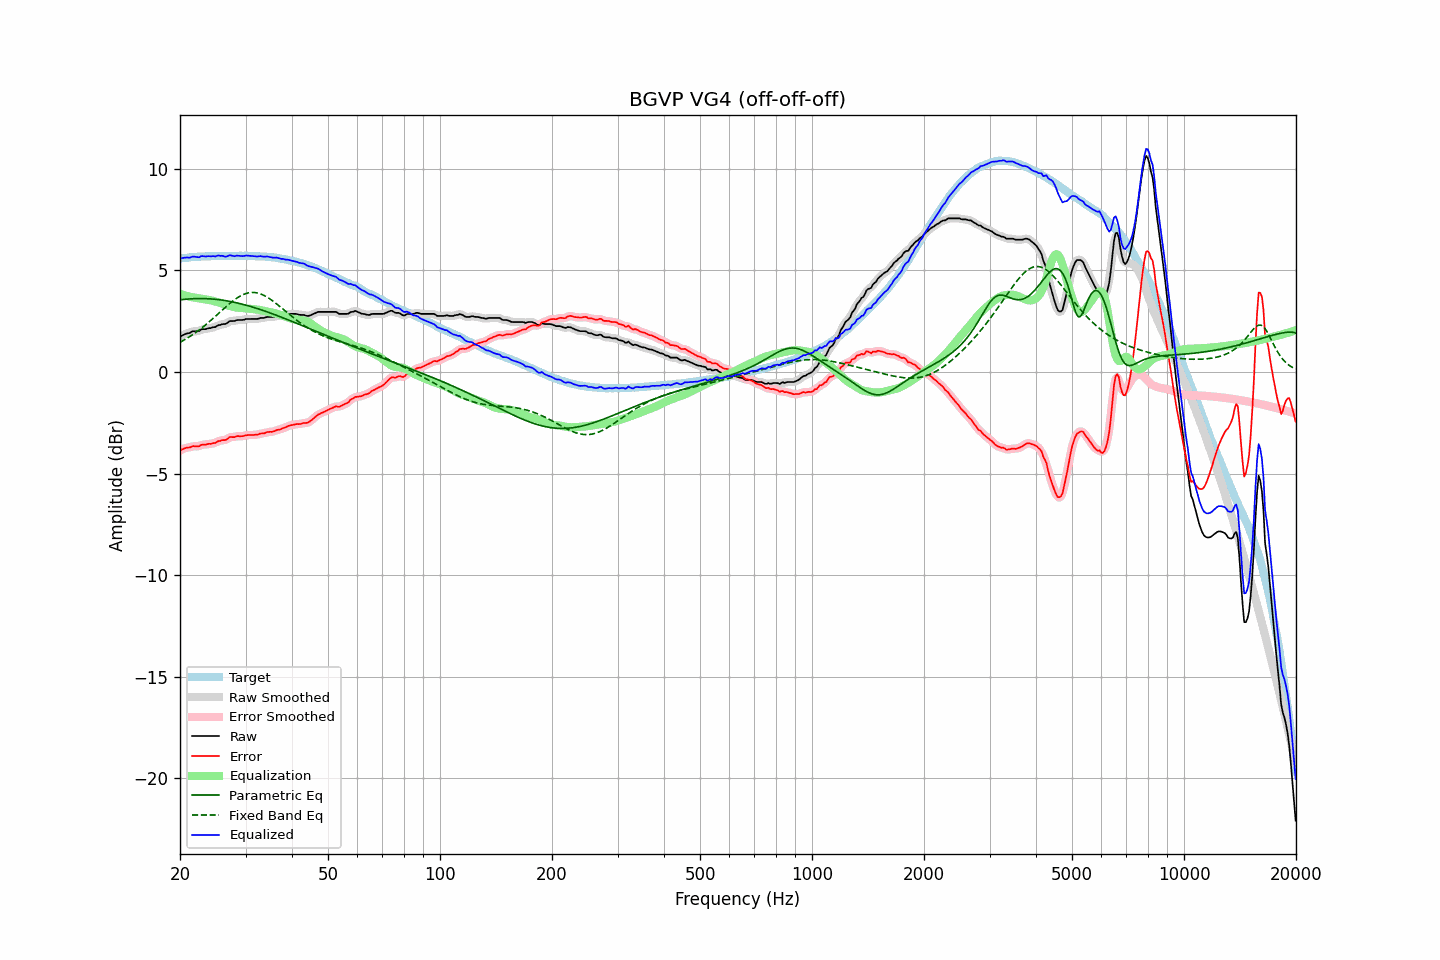 BGVP VG4 (off-off-off)
Amplitude (dBr)
10
5
0
−5
−10
−15
−20
Target
Raw Smoothed
Error Smoothed
Raw
Error
Equalization
Parametric Eq
Fixed Band Eq
Equalized
20 50 100 200 500 1000 2000 5000 10000 20000
Frequency (Hz)